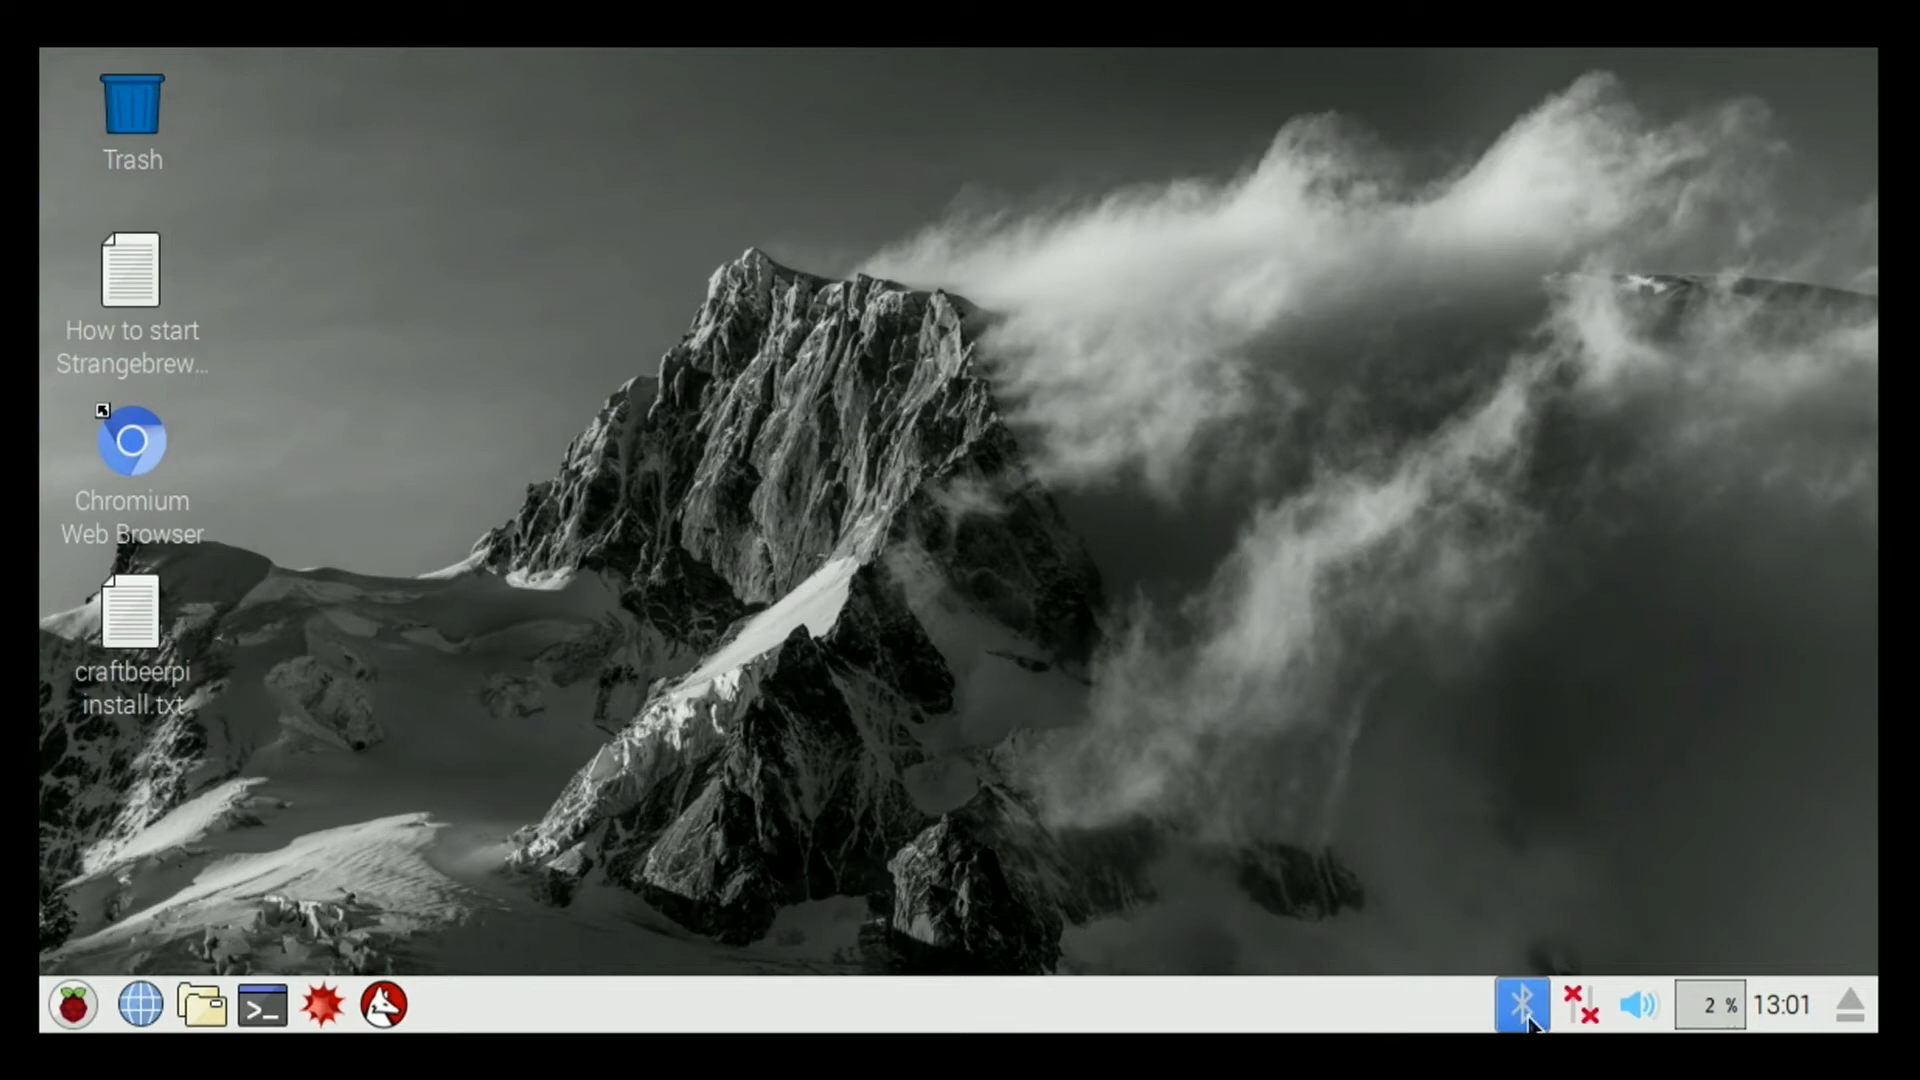 Trash
How to start
Strangebrew...
Chromium
Web Browser
craftbeerpi
install.txt
2 %
13:01